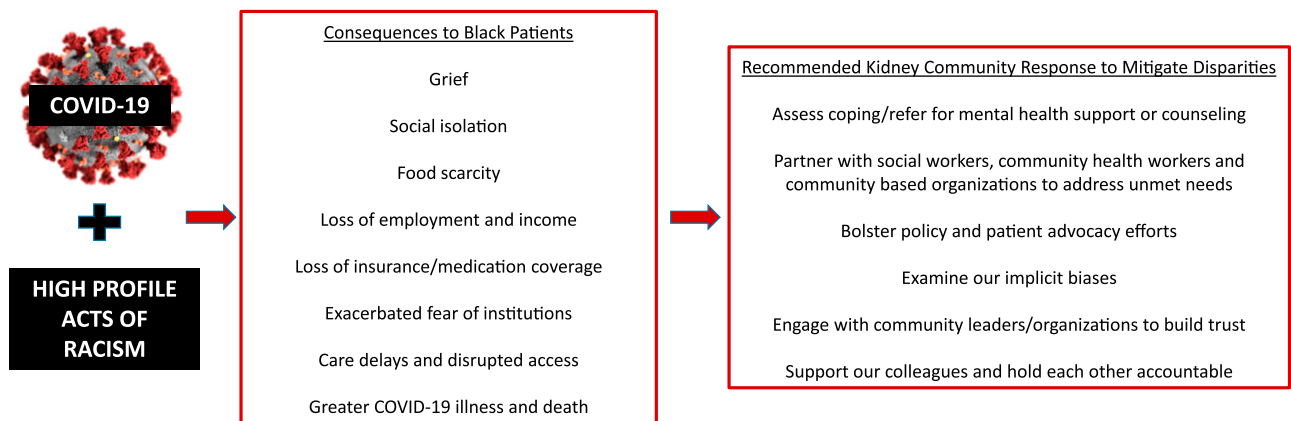 COVID-19
HIGH PROFILE
ACTS OF
RACISM
Consequences to Black Patients
Grief
Social isolation
Food scarcity
Loss of employment and income
Loss of insurance/medication coverage
Exacerbated fear of institutions
Care delays and disrupted access
Greater COVID-19 illness and death
Recommended Kidney Community Response to Mitigate Disparities
Assess coping/refer for mental health support or counseling
Partner with social workers, community health workers and
community based organizations to address unmet needs
Bolster policy and patient advocacy efforts
Examine our implicit biases
Engage with community leaders/organizations to build trust
Support our colleagues and hold each other accountable